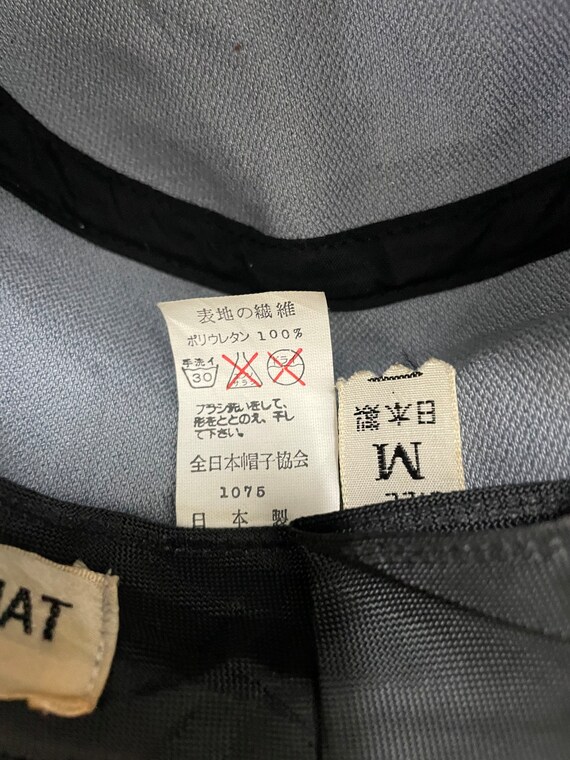 表地の繊維
ポリウレタン 100%
手洗イ
30
ブラシ洗いをして、
形をととのえ、干し
て下さい。
全日本帽子協会
1075
日本製
日本製
M
HAT